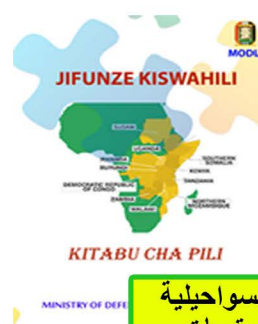 MODU
JIFUNZE KISWAHILI
SUDANI
UGANDA
RWANDA
BURUNDI
SOUTHERN
SOMALIA
KENYA
TANZANIA
DEMOCRATIC REPUBLIC
OF CONGO
ZAMBIA
MALAWI
NORTHERN
MOZAMBIQUE
KITABU CHA PILI
MINISTRY OF DEFE
سواحيلية